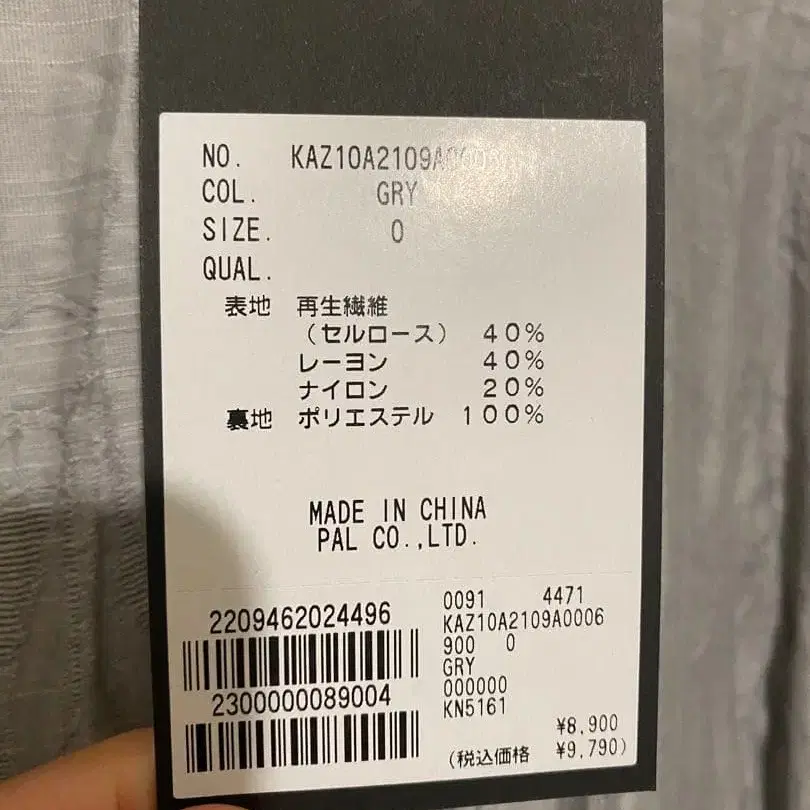 NO. KAZ10A2109A0006
COL. GRY
SIZE. 0
QUAL.
表地 再生繊維
(セルロース) 40%
レーヨン 40%
ナイロン 20%
裏地 ポリエステル 100%
MADE IN CHINA
PAL CO.,LTD.
2209462024496
2300000089004
0091 4471
KAZ10A2109A0006
900 0
GRY
000000
KN5161
¥8,900
(税込価格 ¥9,790)